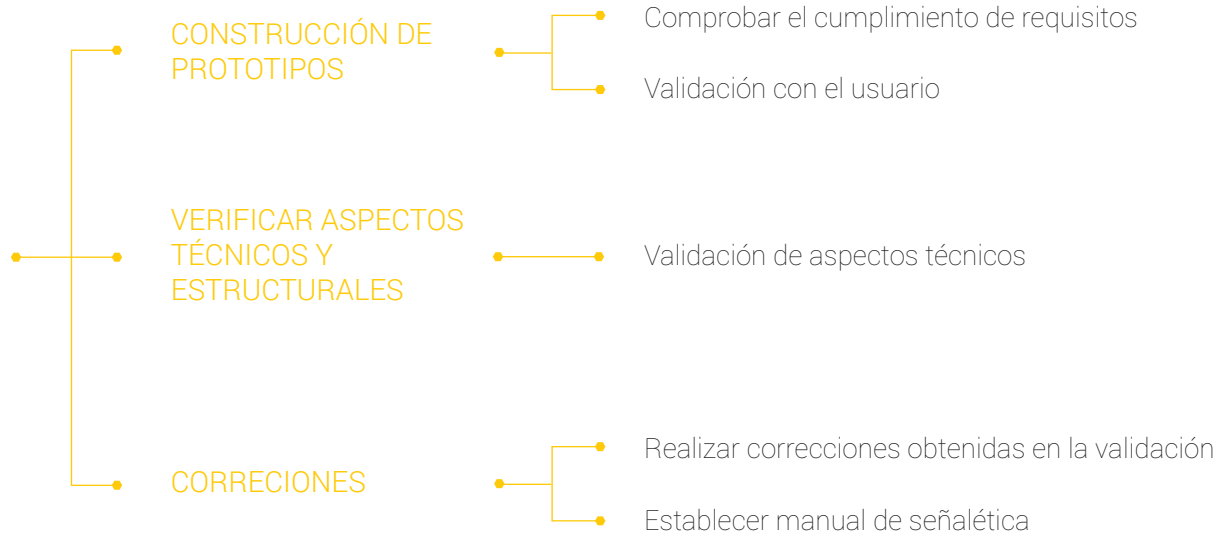 CONSTRUCCIÓN DE
PROTOTIPOS
Comprobar el cumplimiento de requisitos
Validación con el usuario
VERIFICAR ASPECTOS
TÉCNICOS Y
ESTRUCTURALES
Validación de aspectos técnicos
CORRECIONES
Realizar correcciones obtenidas en la validación
Establecer manual de señalética